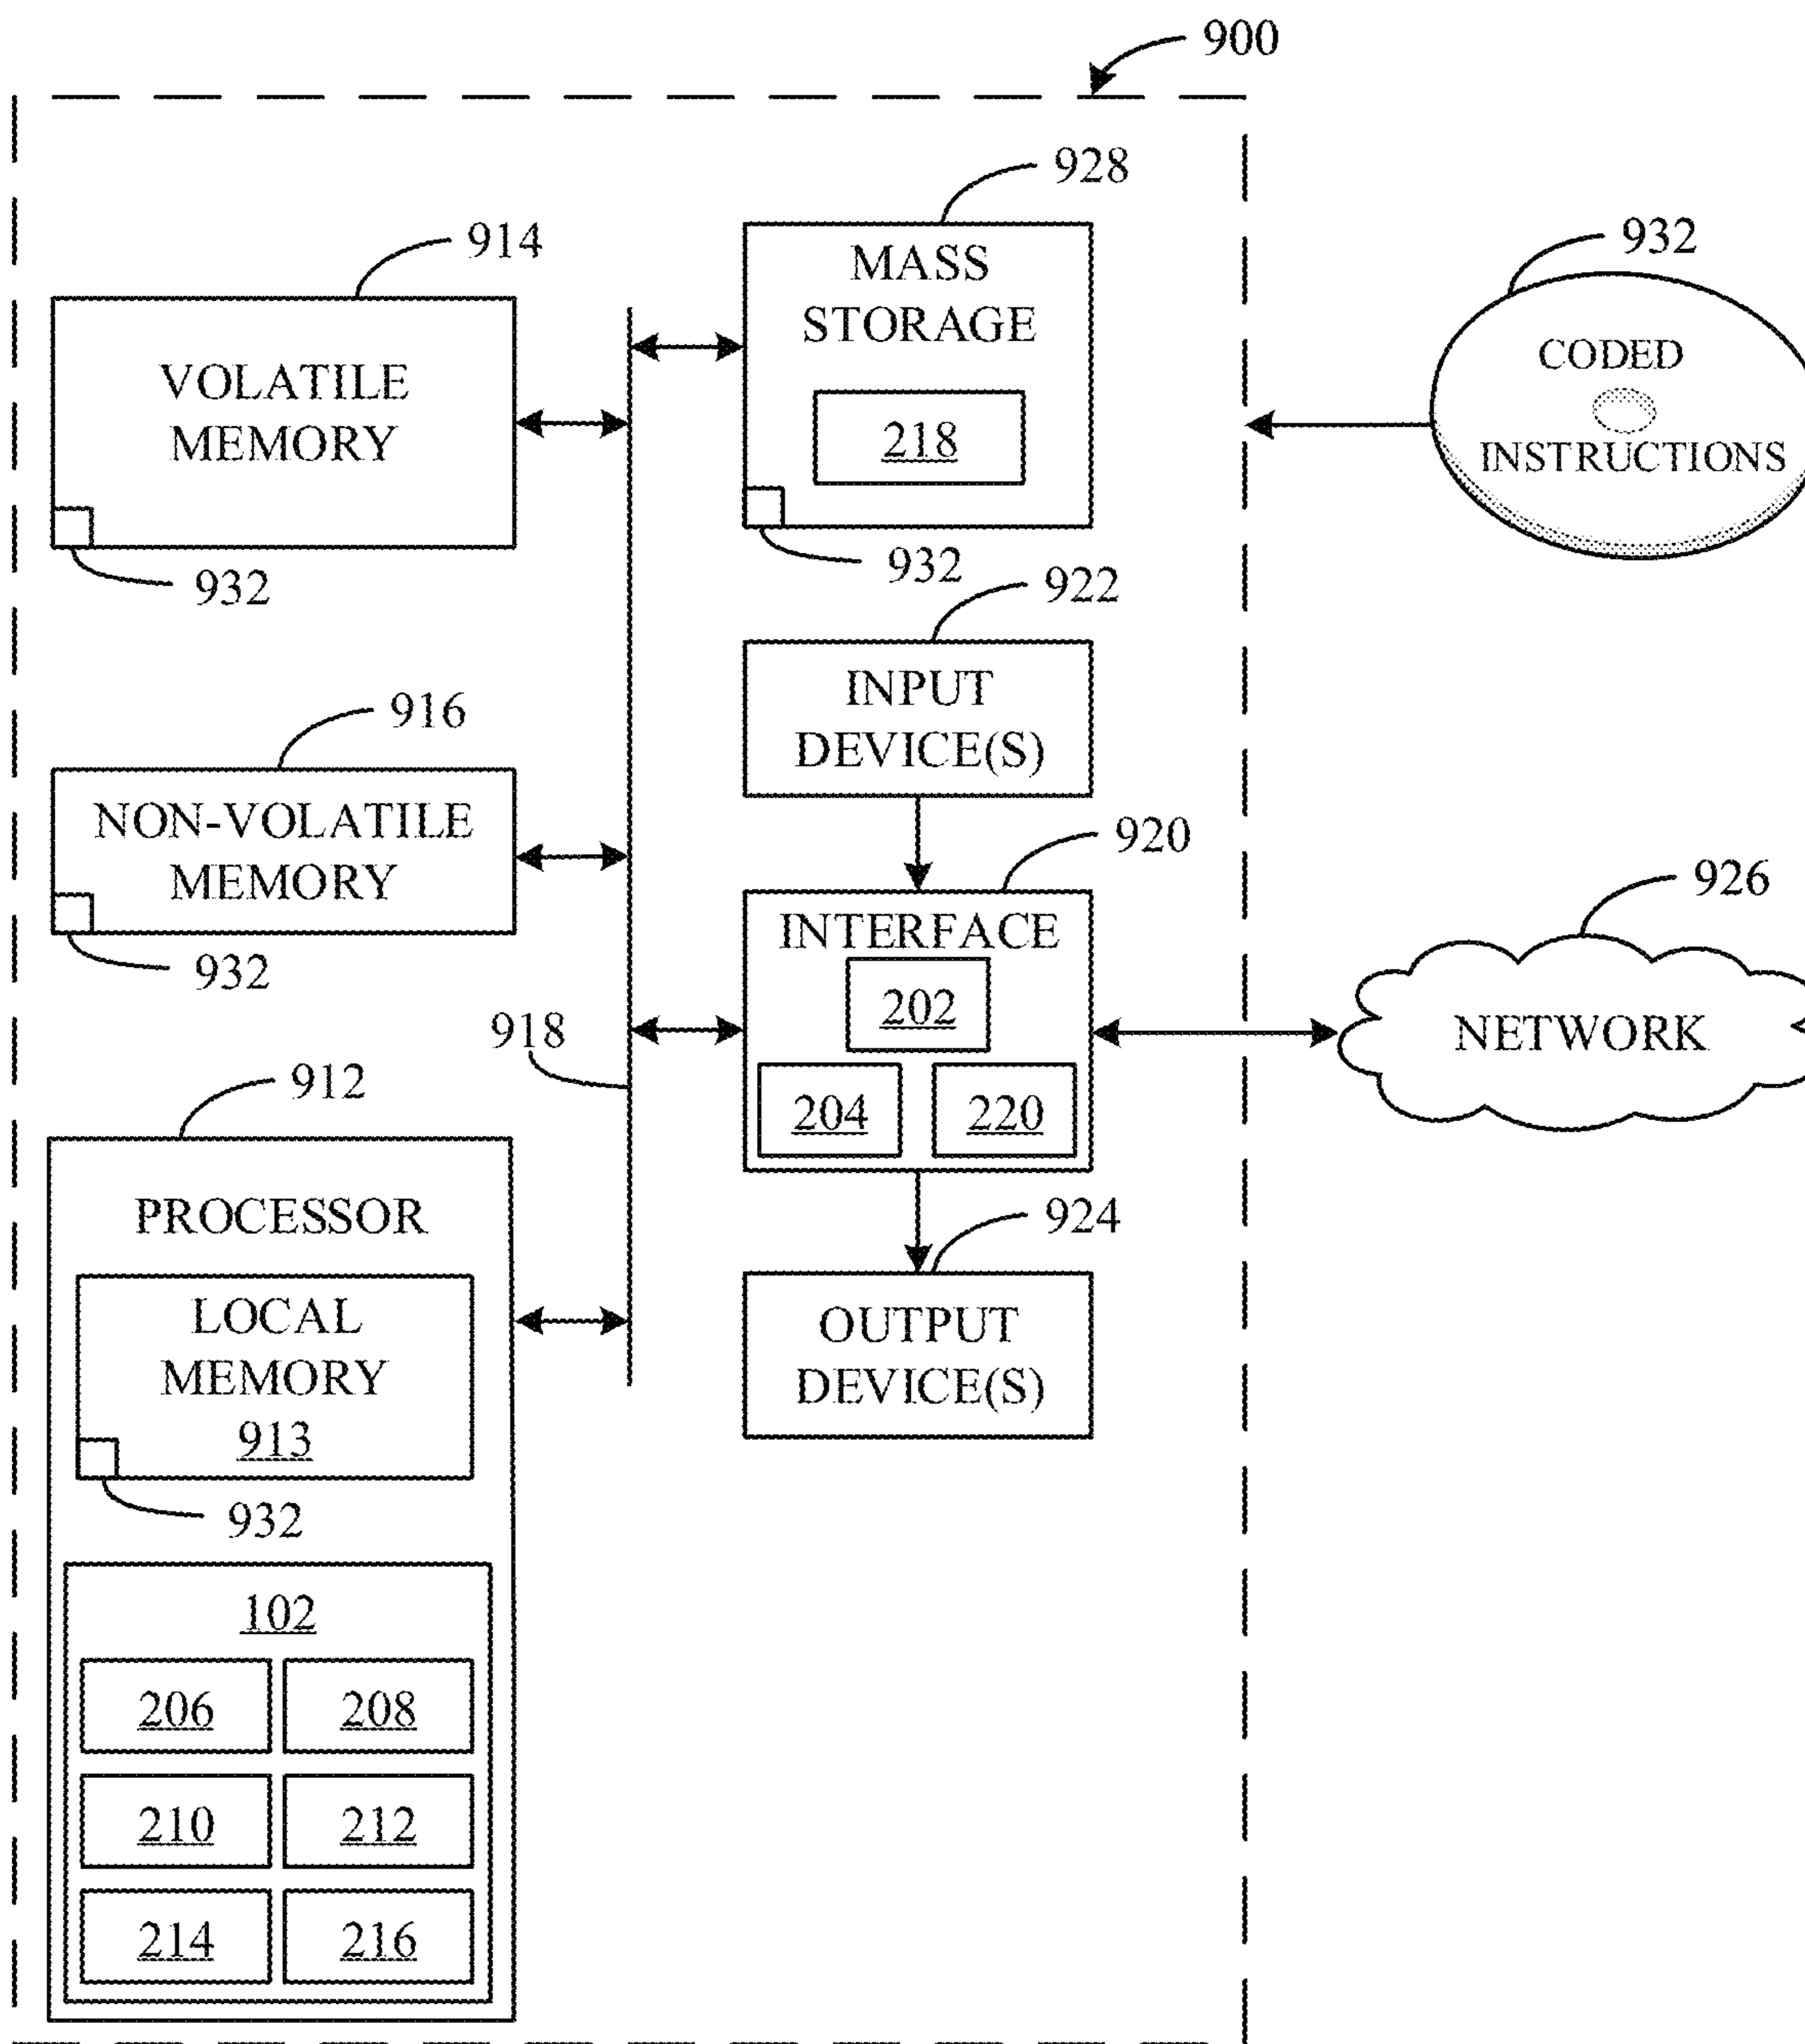 900
928
914
932
MASS
STORAGE
218
VOLATILE
MEMORY
CODED
INSTRUCTIONS
932
932
922
INPUT
DEVICE(S)
916
NON-VOLATILE
MEMORY
932
920
INTERFACE
202
204
220
926
NETWORK
918
912
PROCESSOR
LOCAL
MEMORY
913
932
924
OUTPUT
DEVICE(S)
102
206
208
210
212
214
216